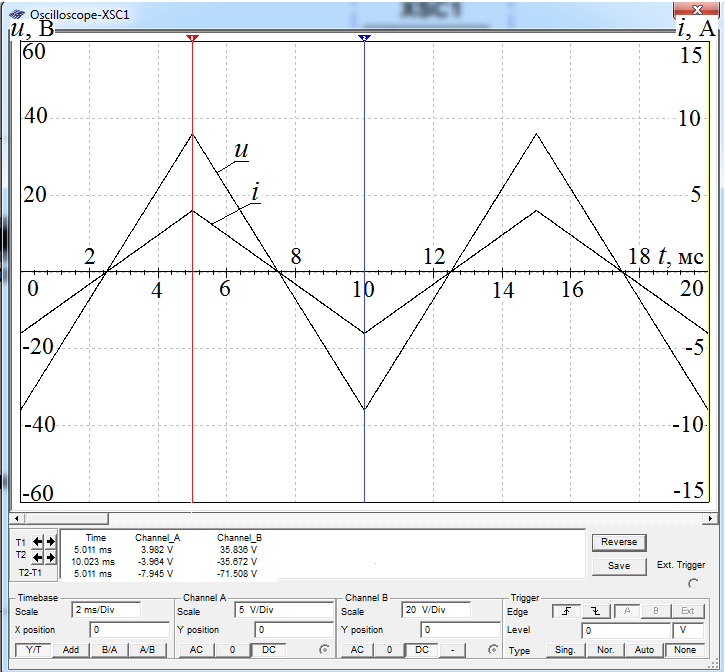 XSC1
Oscilloscope-XSC1
u, В
i, А
60
15
40
10
u
20
i
5
2
8
12
18 t, мс
0
4
6
10
14
16
20
-20
-5
-40
-10
-60
-15
Time Channel_A Channel_B
T1 5.011 ms 3.982 V 35.836 V
T2 10.023 ms -3.964 V -35.672 V
T2-T1 5.011 ms -7.945 V -71.508 V
Reverse
Save
Ext. Trigger
Timebase Channel A Channel B Trigger
Scale 2 ms/Div Scale 5 V/Div Scale 20 V/Div Edge A B Ext
X position 0 Y position 0 Y position 0 Level 0 V
Y/T Add B/A A/B AC 0 DC AC 0 DC - Type Sing. Nor. Auto None